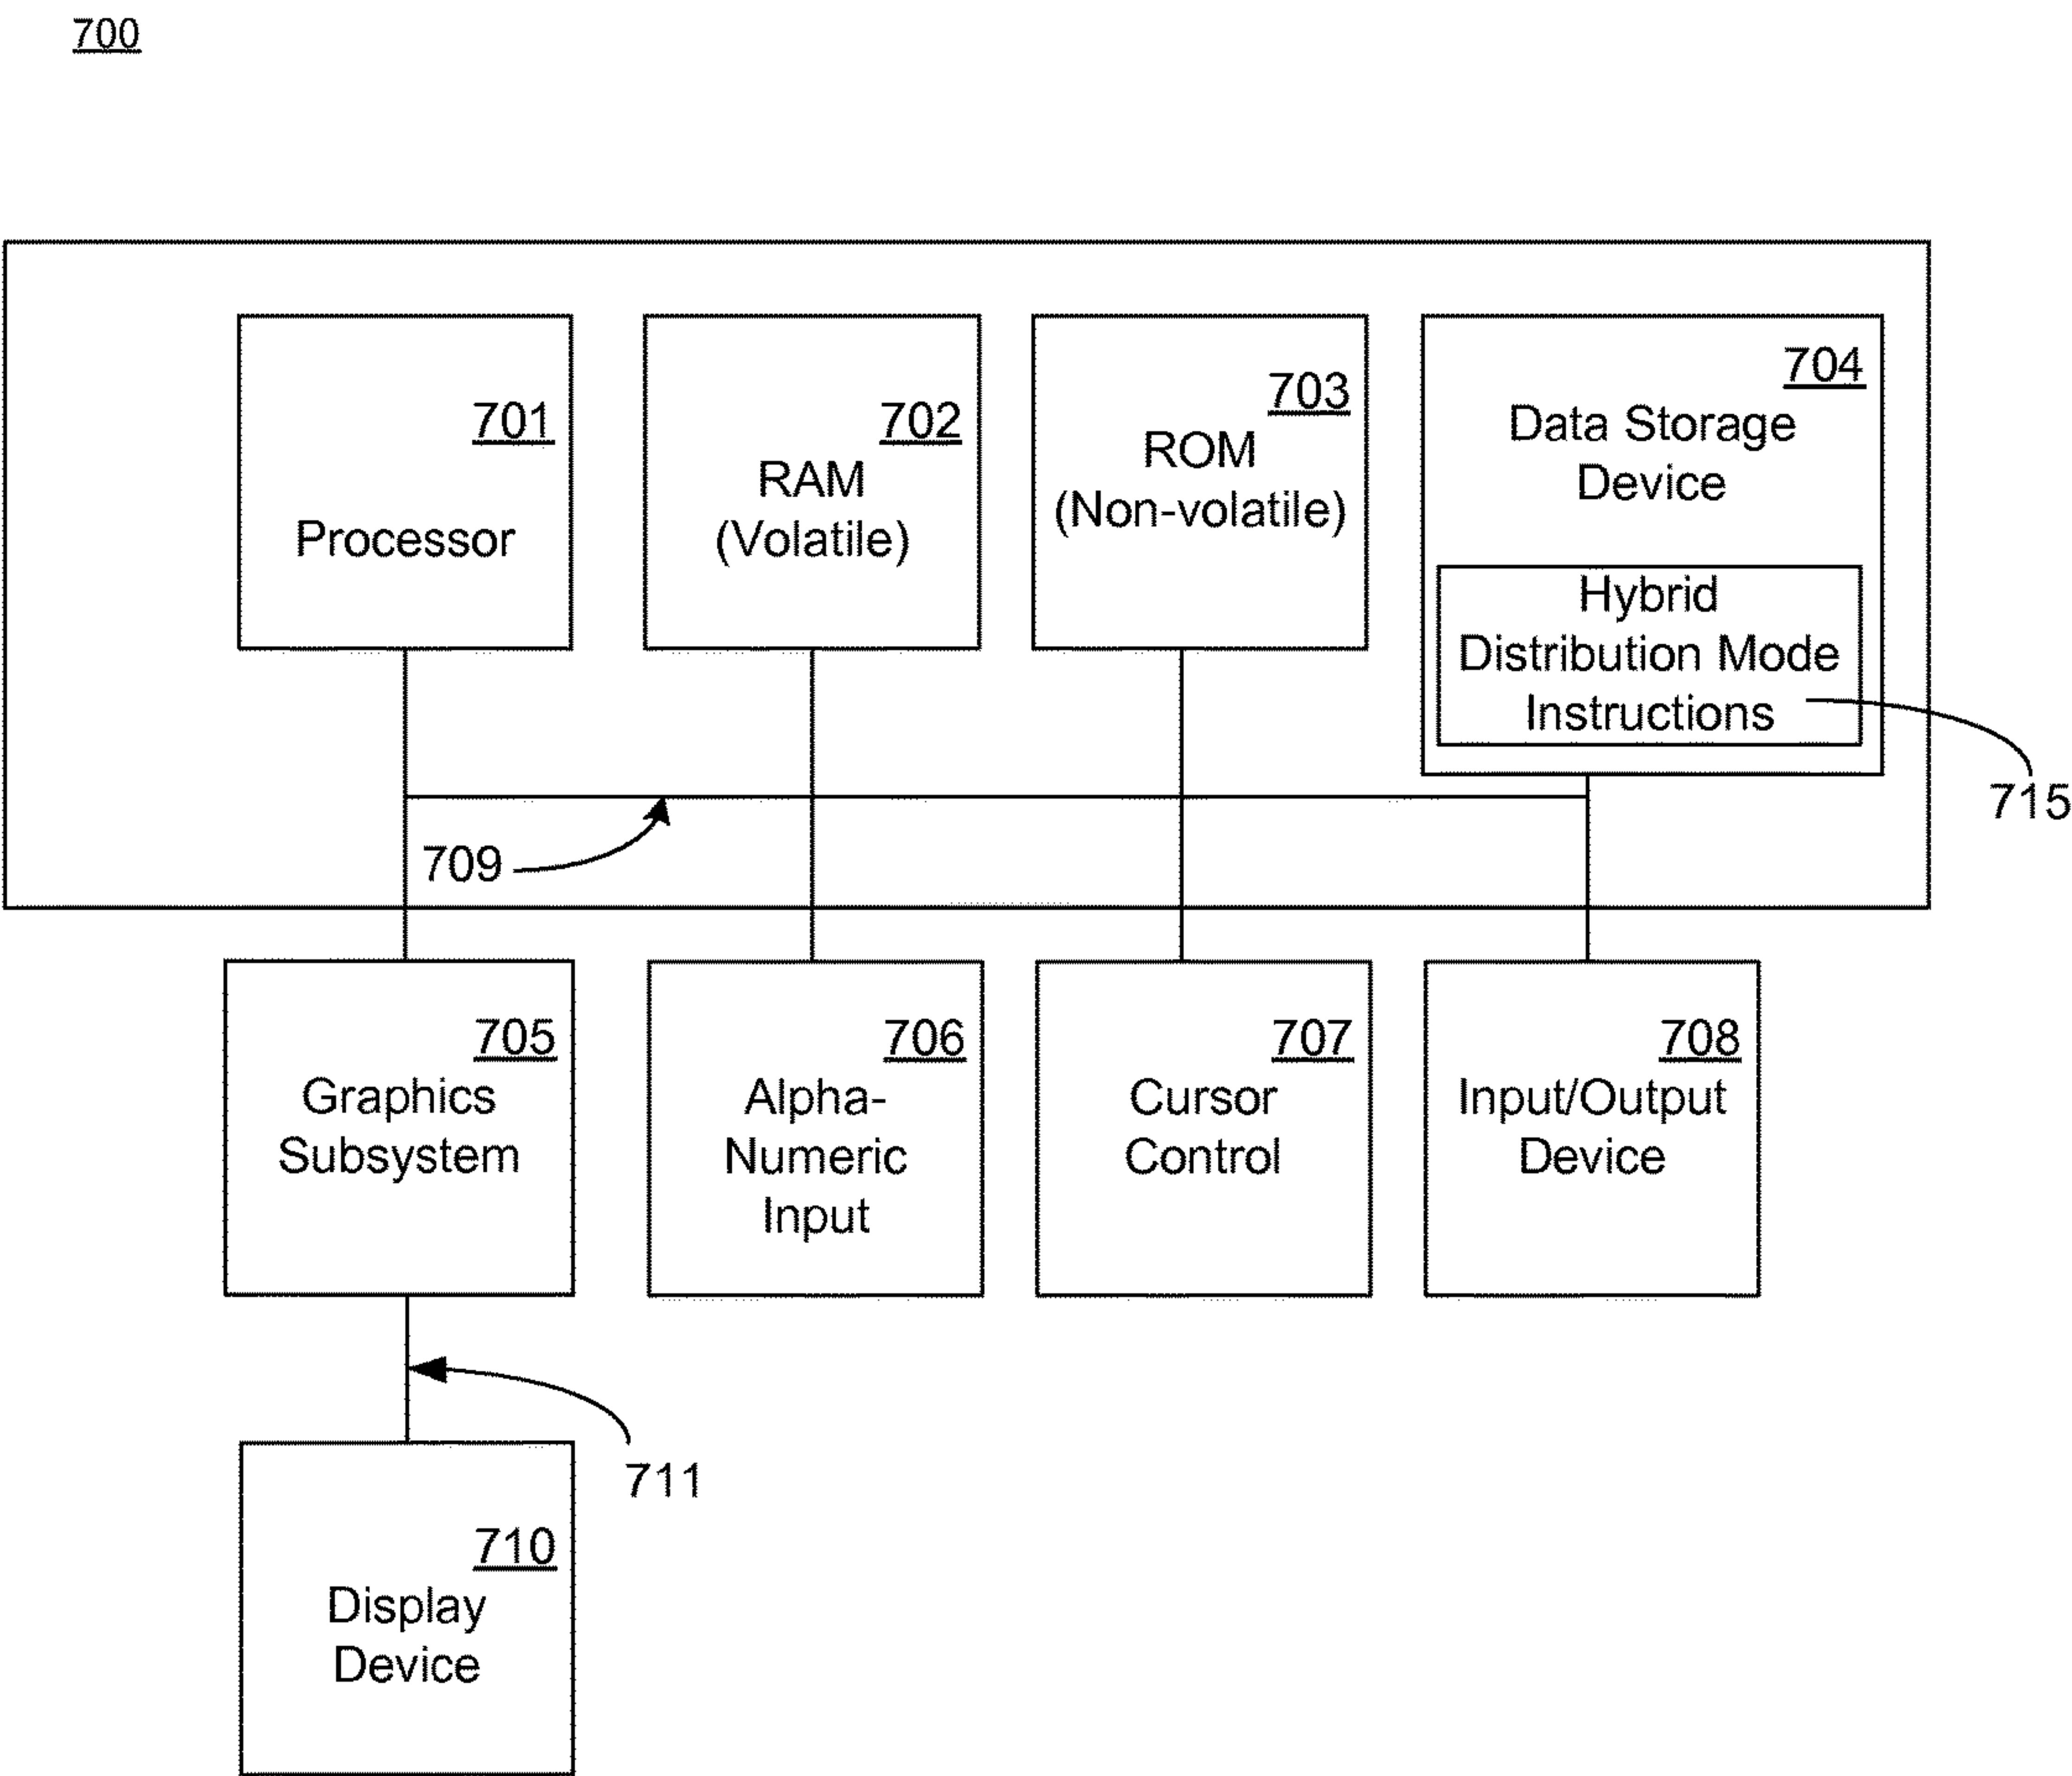 700
701
Processor
702
RAM
(Volatile)
703
ROM
(Non-volatile)
704
Data Storage
Device
Hybrid
Distribution Mode
Instructions
715
709
705
Graphics
Subsystem
706
Alpha-
Numeric
Input
707
Cursor
Control
708
Input/Output
Device
711
710
Display
Device